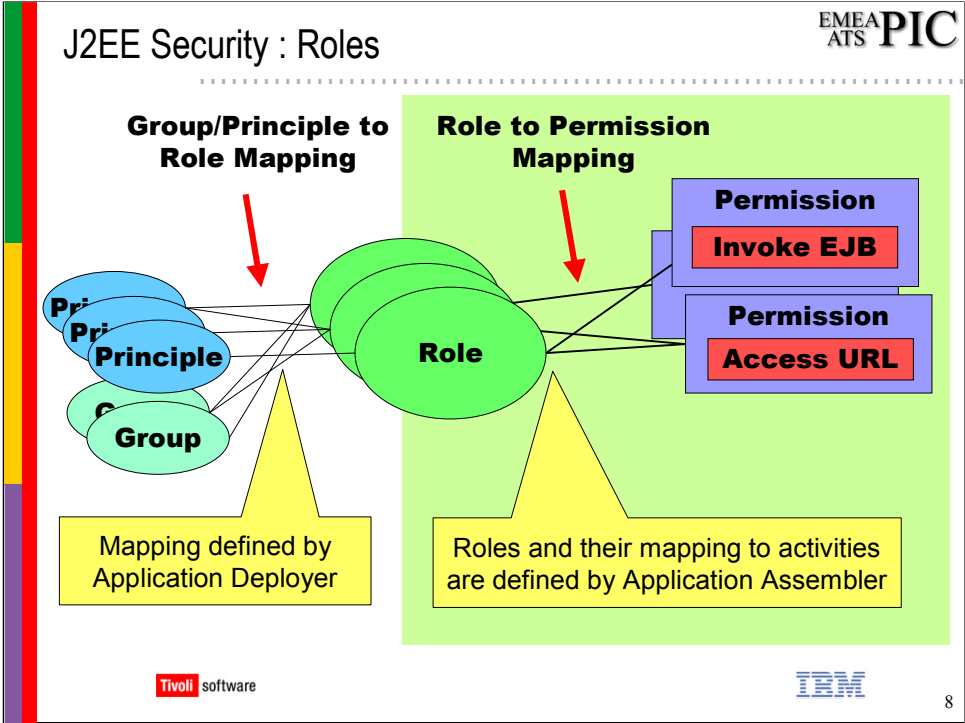 J2EE Security : Roles
EMEA
ATS PIC
Group/Principle to
Role Mapping
Role to Permission
Mapping
Permission
Invoke EJB
Permission
Access URL
Pri
Pri
Principle
G
Group
Role
Mapping defined by
Application Deployer
Roles and their mapping to activities
are defined by Application Assembler
Tivoli software
IBM
8